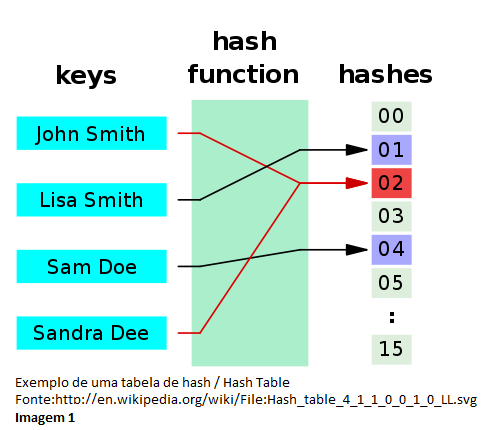 keys
hash
function
hashes
John Smith
Lisa Smith
Sam Doe
Sandra Dee
00
01
02
03
04
05
:
15
Exemplo de uma tabela de hash / Hash Table
Fonte:http://en.wikipedia.org/wiki/File:Hash_table_4_1_1_0_0_1_0_LL.svg
Imagem 1